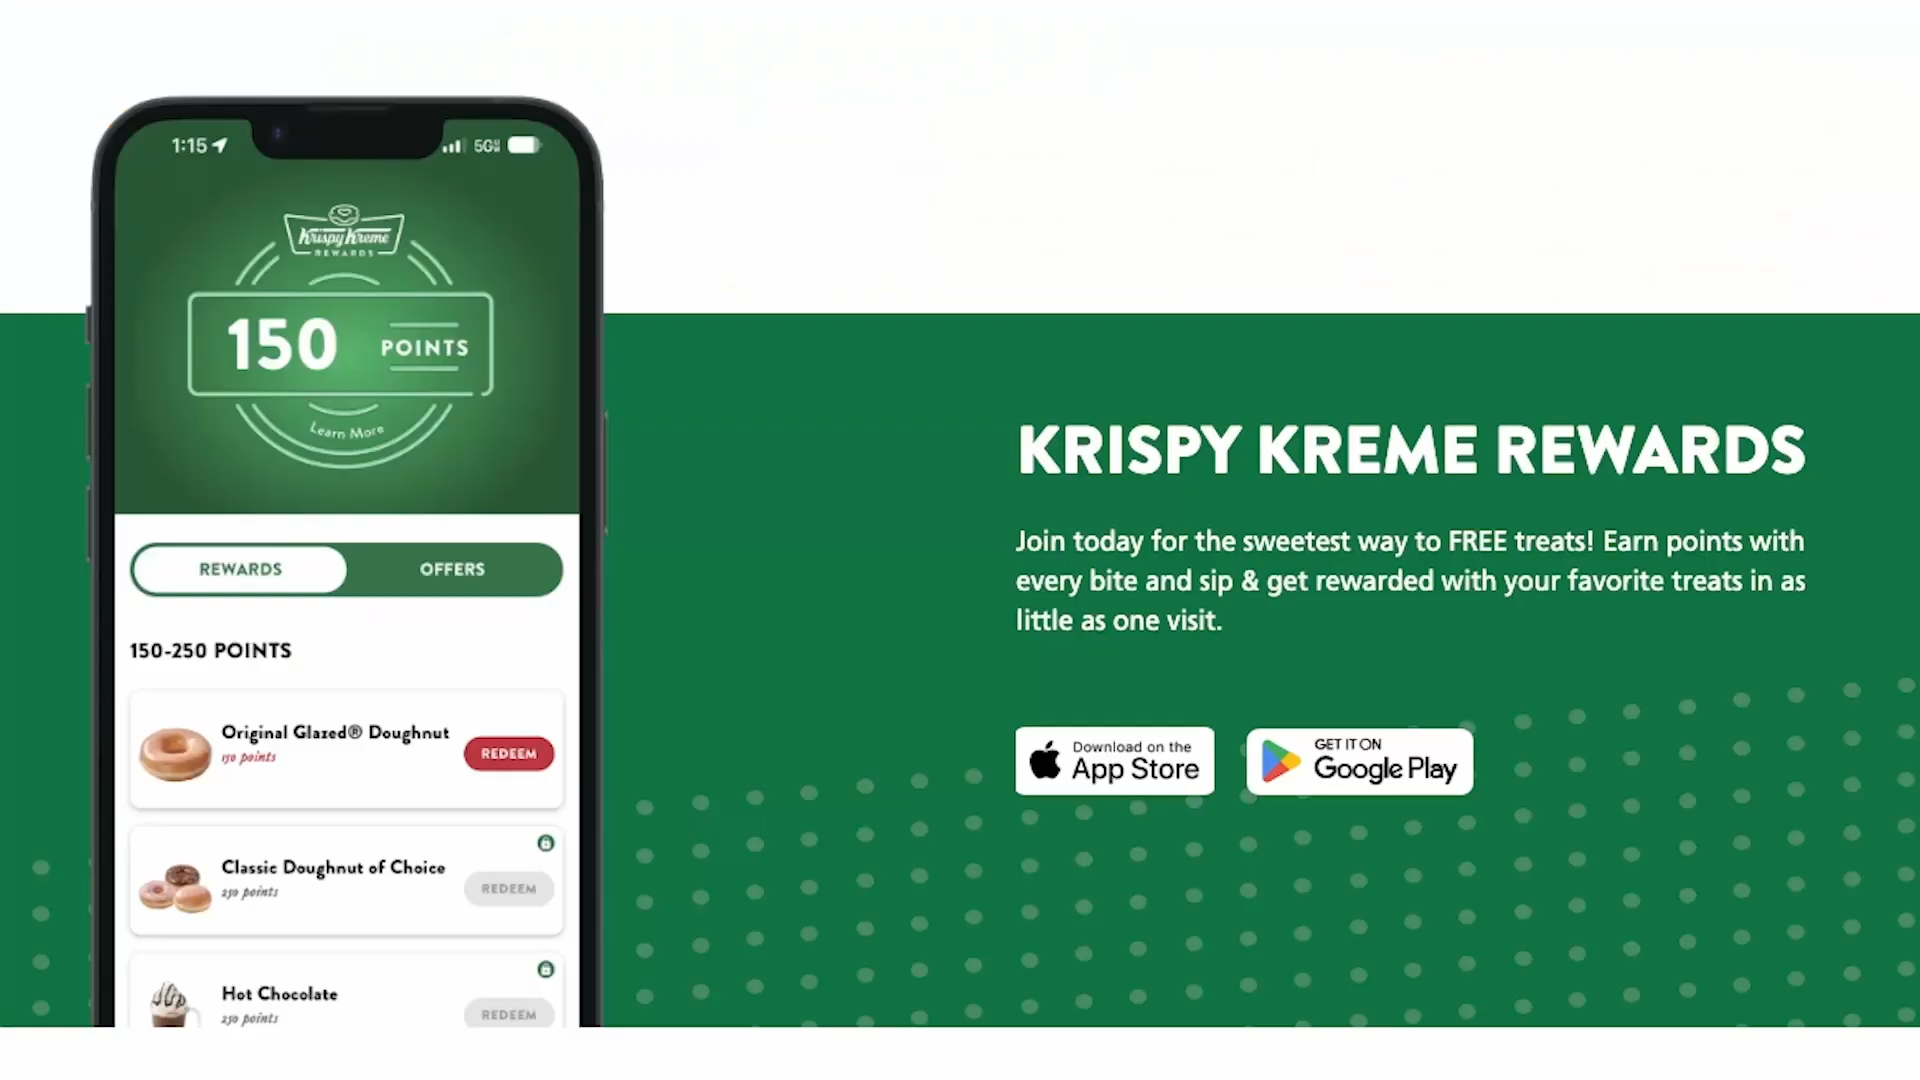 1:15
5G
Krispy Kreme
REWARDS
150 POINTS
Learn More
REWARDS
OFFERS
150-250 POINTS
Original Glazed® Doughnut
150 points
REDEEM
Classic Doughnut of Choice
250 points
REDEEM
Hot Chocolate
250 points
REDEEM
KRISPY KREME REWARDS
Join today for the sweetest way to FREE treats! Earn points with
every bite and sip & get rewarded with your favorite treats in as
little as one visit.
Download on the
App Store
GET IT ON
Google Play